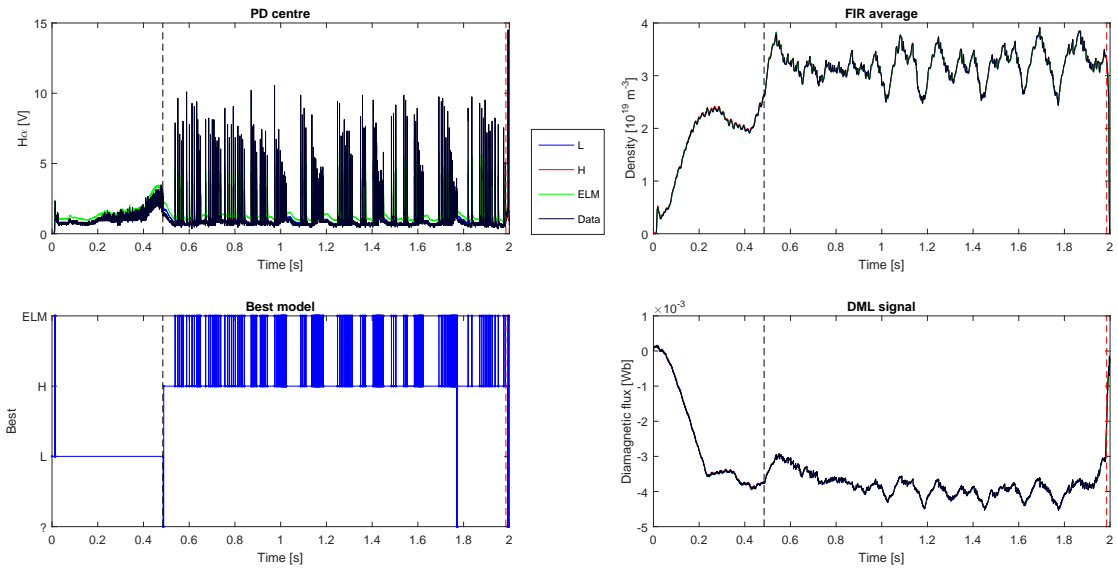 PD centre
15
10
5
0
Hα [V]
0 0.2 0.4 0.6 0.8 1 1.2 1.4 1.6 1.8 2
Time [s]
L
H
ELM
Data
FIR average
4
3
2
1
0
Density [10^19 m^-3]
0 0.2 0.4 0.6 0.8 1 1.2 1.4 1.6 1.8 2
Time [s]
Best model
ELM
H
L
?
Best
0 0.2 0.4 0.6 0.8 1 1.2 1.4 1.6 1.8 2
Time [s]
DML signal
×10^-3
1
0
-1
-2
-3
-4
-5
Diamagnetic flux [Wb]
0 0.2 0.4 0.6 0.8 1 1.2 1.4 1.6 1.8 2
Time [s]